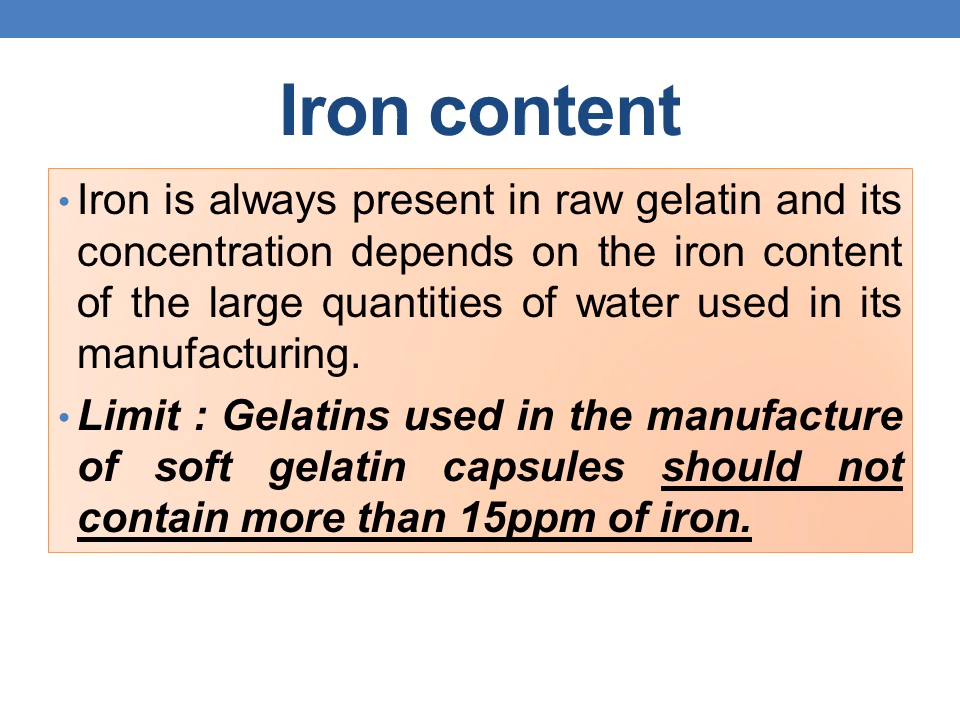 Iron content
• Iron is always present in raw gelatin and its
concentration depends on the iron content
of the large quantities of water used in its
manufacturing.
• Limit : Gelatins used in the manufacture
of soft gelatin capsules should not
contain more than 15ppm of iron.